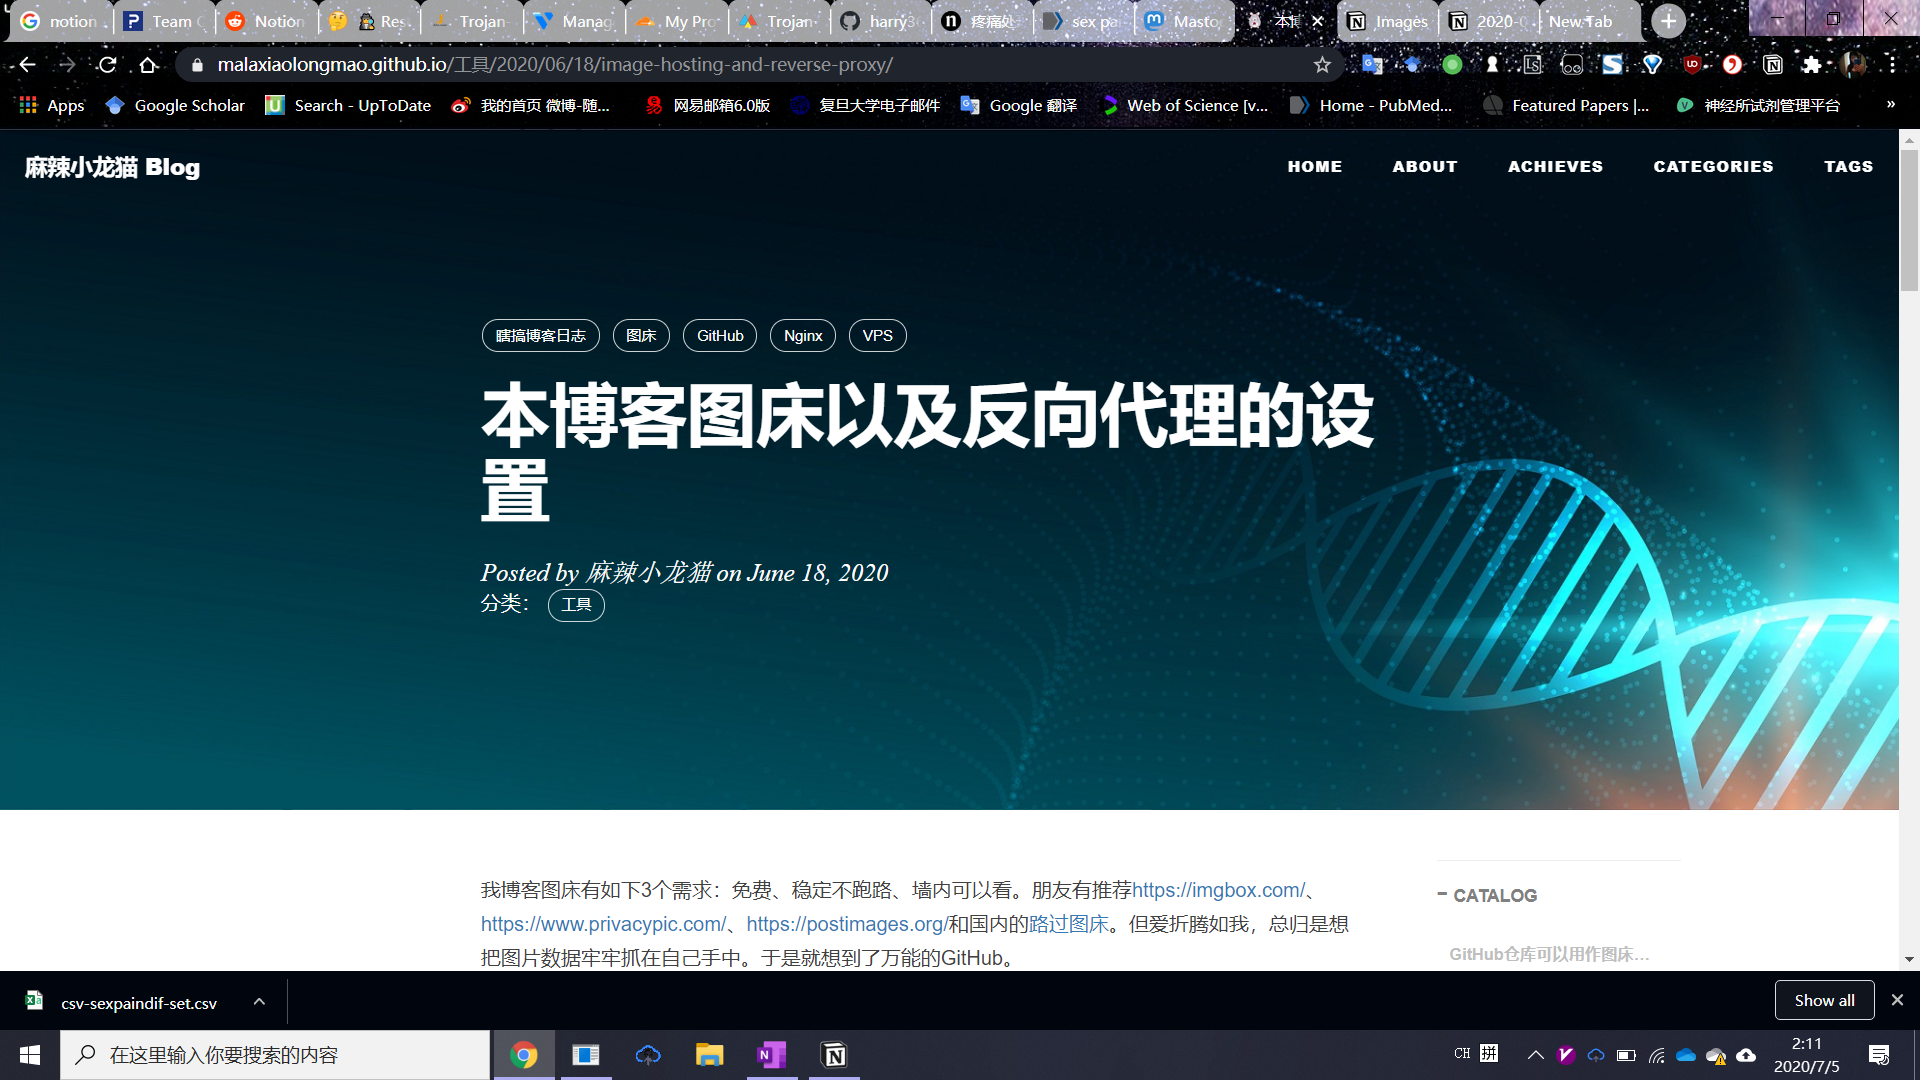 notion
Team
Notion
Res
Trojan
Manag
My Pro
Trojan
harry3
疼痛处
sex pa
Masto
本博
Images
2020-0
New Tab
malaxiaolongmao.github.io/工具/2020/06/18/image-hosting-and-reverse-proxy/
Apps
Google Scholar
Search - UpToDate
我的首页 微博-随...
网易邮箱6.0版
复旦大学电子邮件
Google 翻译
Web of Science [v...
Home - PubMed...
Featured Papers |...
神经所试剂管理平台
»
麻辣小龙猫 Blog
HOME
ABOUT
ACHIEVES
CATEGORIES
TAGS
瞎搞博客日志
图床
GitHub
Nginx
VPS
本博客图床以及反向代理的设
置
Posted by 麻辣小龙猫 on June 18, 2020
分类： 工具
我博客图床有如下3个需求：免费、稳定不跑路、墙内可以看。朋友有推荐https://imgbox.com/、
https://www.privacypic.com/、https://postimages.org/和国内的路过图床。但爱折腾如我，总归是想
把图片数据牢牢抓在自己手中。于是就想到了万能的GitHub。
CATALOG
GitHub仓库可以用作图床...
csv-sexpaindif-set.csv
Show all
在这里输入你要搜索的内容
CH 拼
2:11
2020/7/5